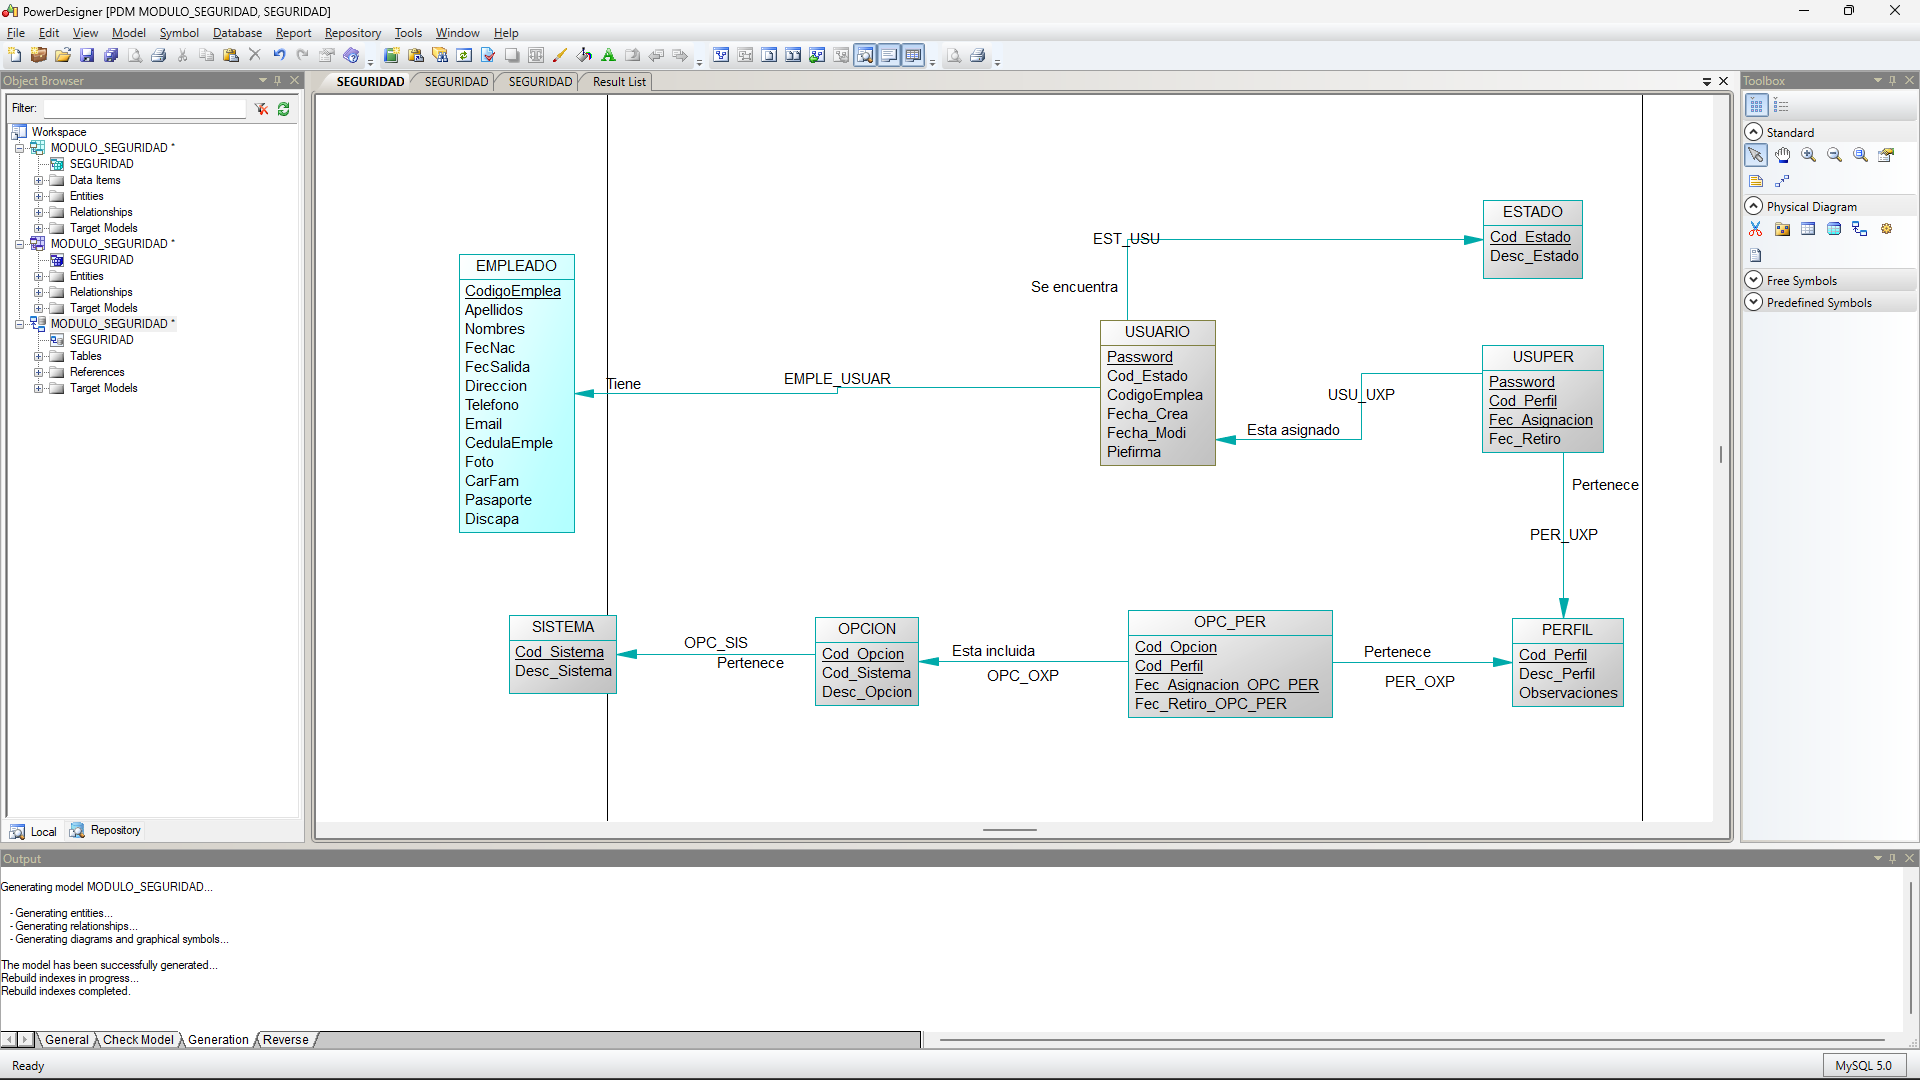 PowerDesigner [PDM MODULO_SEGURIDAD, SEGURIDAD]
File Edit View Model Symbol Database Report Repository Tools Window Help
Object Browser
Filter:
Workspace
MODULO_SEGURIDAD *
SEGURIDAD
Data Items
Entities
Relationships
Target Models
MODULO_SEGURIDAD *
SEGURIDAD
Entities
Relationships
Target Models
MODULO_SEGURIDAD *
SEGURIDAD
Tables
References
Target Models
Local Repository
SEGURIDAD SEGURIDAD SEGURIDAD Result List
EMPLEADO
CodigoEmplea
Apellidos
Nombres
FecNac
FecSalida
Direccion
Telefono
Email
CedulaEmple
Foto
CarFam
Pasaporte
Discapa
Tiene
EMPLE_USUAR
EST_USU
Se encuentra
ESTADO
Cod_Estado
Desc_Estado
USUARIO
Password
Cod_Estado
CodigoEmplea
Fecha_Crea
Fecha_Modi
Piefirma
USU_UXP
Esta asignado
USUPER
Password
Cod_Perfil
Fec_Asignacion
Fec_Retiro
Pertenece
PER_UXP
SISTEMA
Cod_Sistema
Desc_Sistema
OPC_SIS
Pertenece
OPCION
Cod_Opcion
Cod_Sistema
Desc_Opcion
Esta incluida
OPC_OXP
OPC_PER
Cod_Opcion
Cod_Perfil
Fec_Asignacion_OPC_PER
Fec_Retiro_OPC_PER
Pertenece
PER_OXP
PERFIL
Cod_Perfil
Desc_Perfil
Observaciones
Toolbox
Standard
Physical Diagram
Free Symbols
Predefined Symbols
Output
Generating model MODULO_SEGURIDAD...
- Generating entities...
- Generating relationships...
- Generating diagrams and graphical symbols...
The model has been successfully generated...
Rebuild indexes in progress...
Rebuild indexes completed.
General Check Model Generation Reverse
Ready
MySQL 5.0